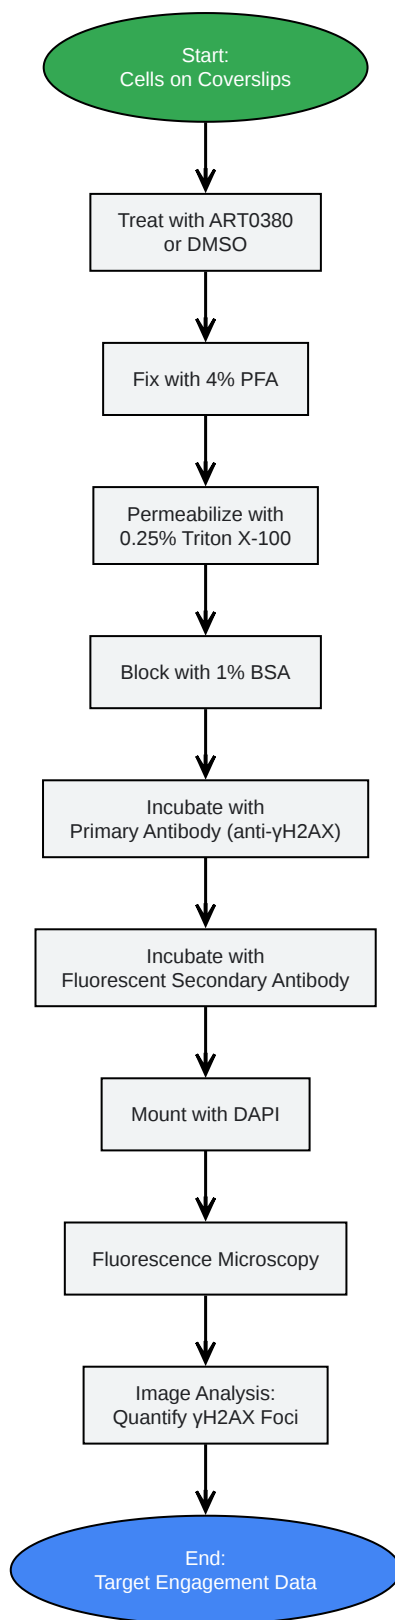 Start:
Cells on Coverslips
Treat with ART0380
or DMSO
Fix with 4% PFA
Permeabilize with
0.25% Triton X-100
Block with 1% BSA
Incubate with
Primary Antibody (anti-γH2AX)
Incubate with
Fluorescent Secondary Antibody
Mount with DAPI
Fluorescence Microscopy
Image Analysis:
Quantify γH2AX Foci
End:
Target Engagement Data